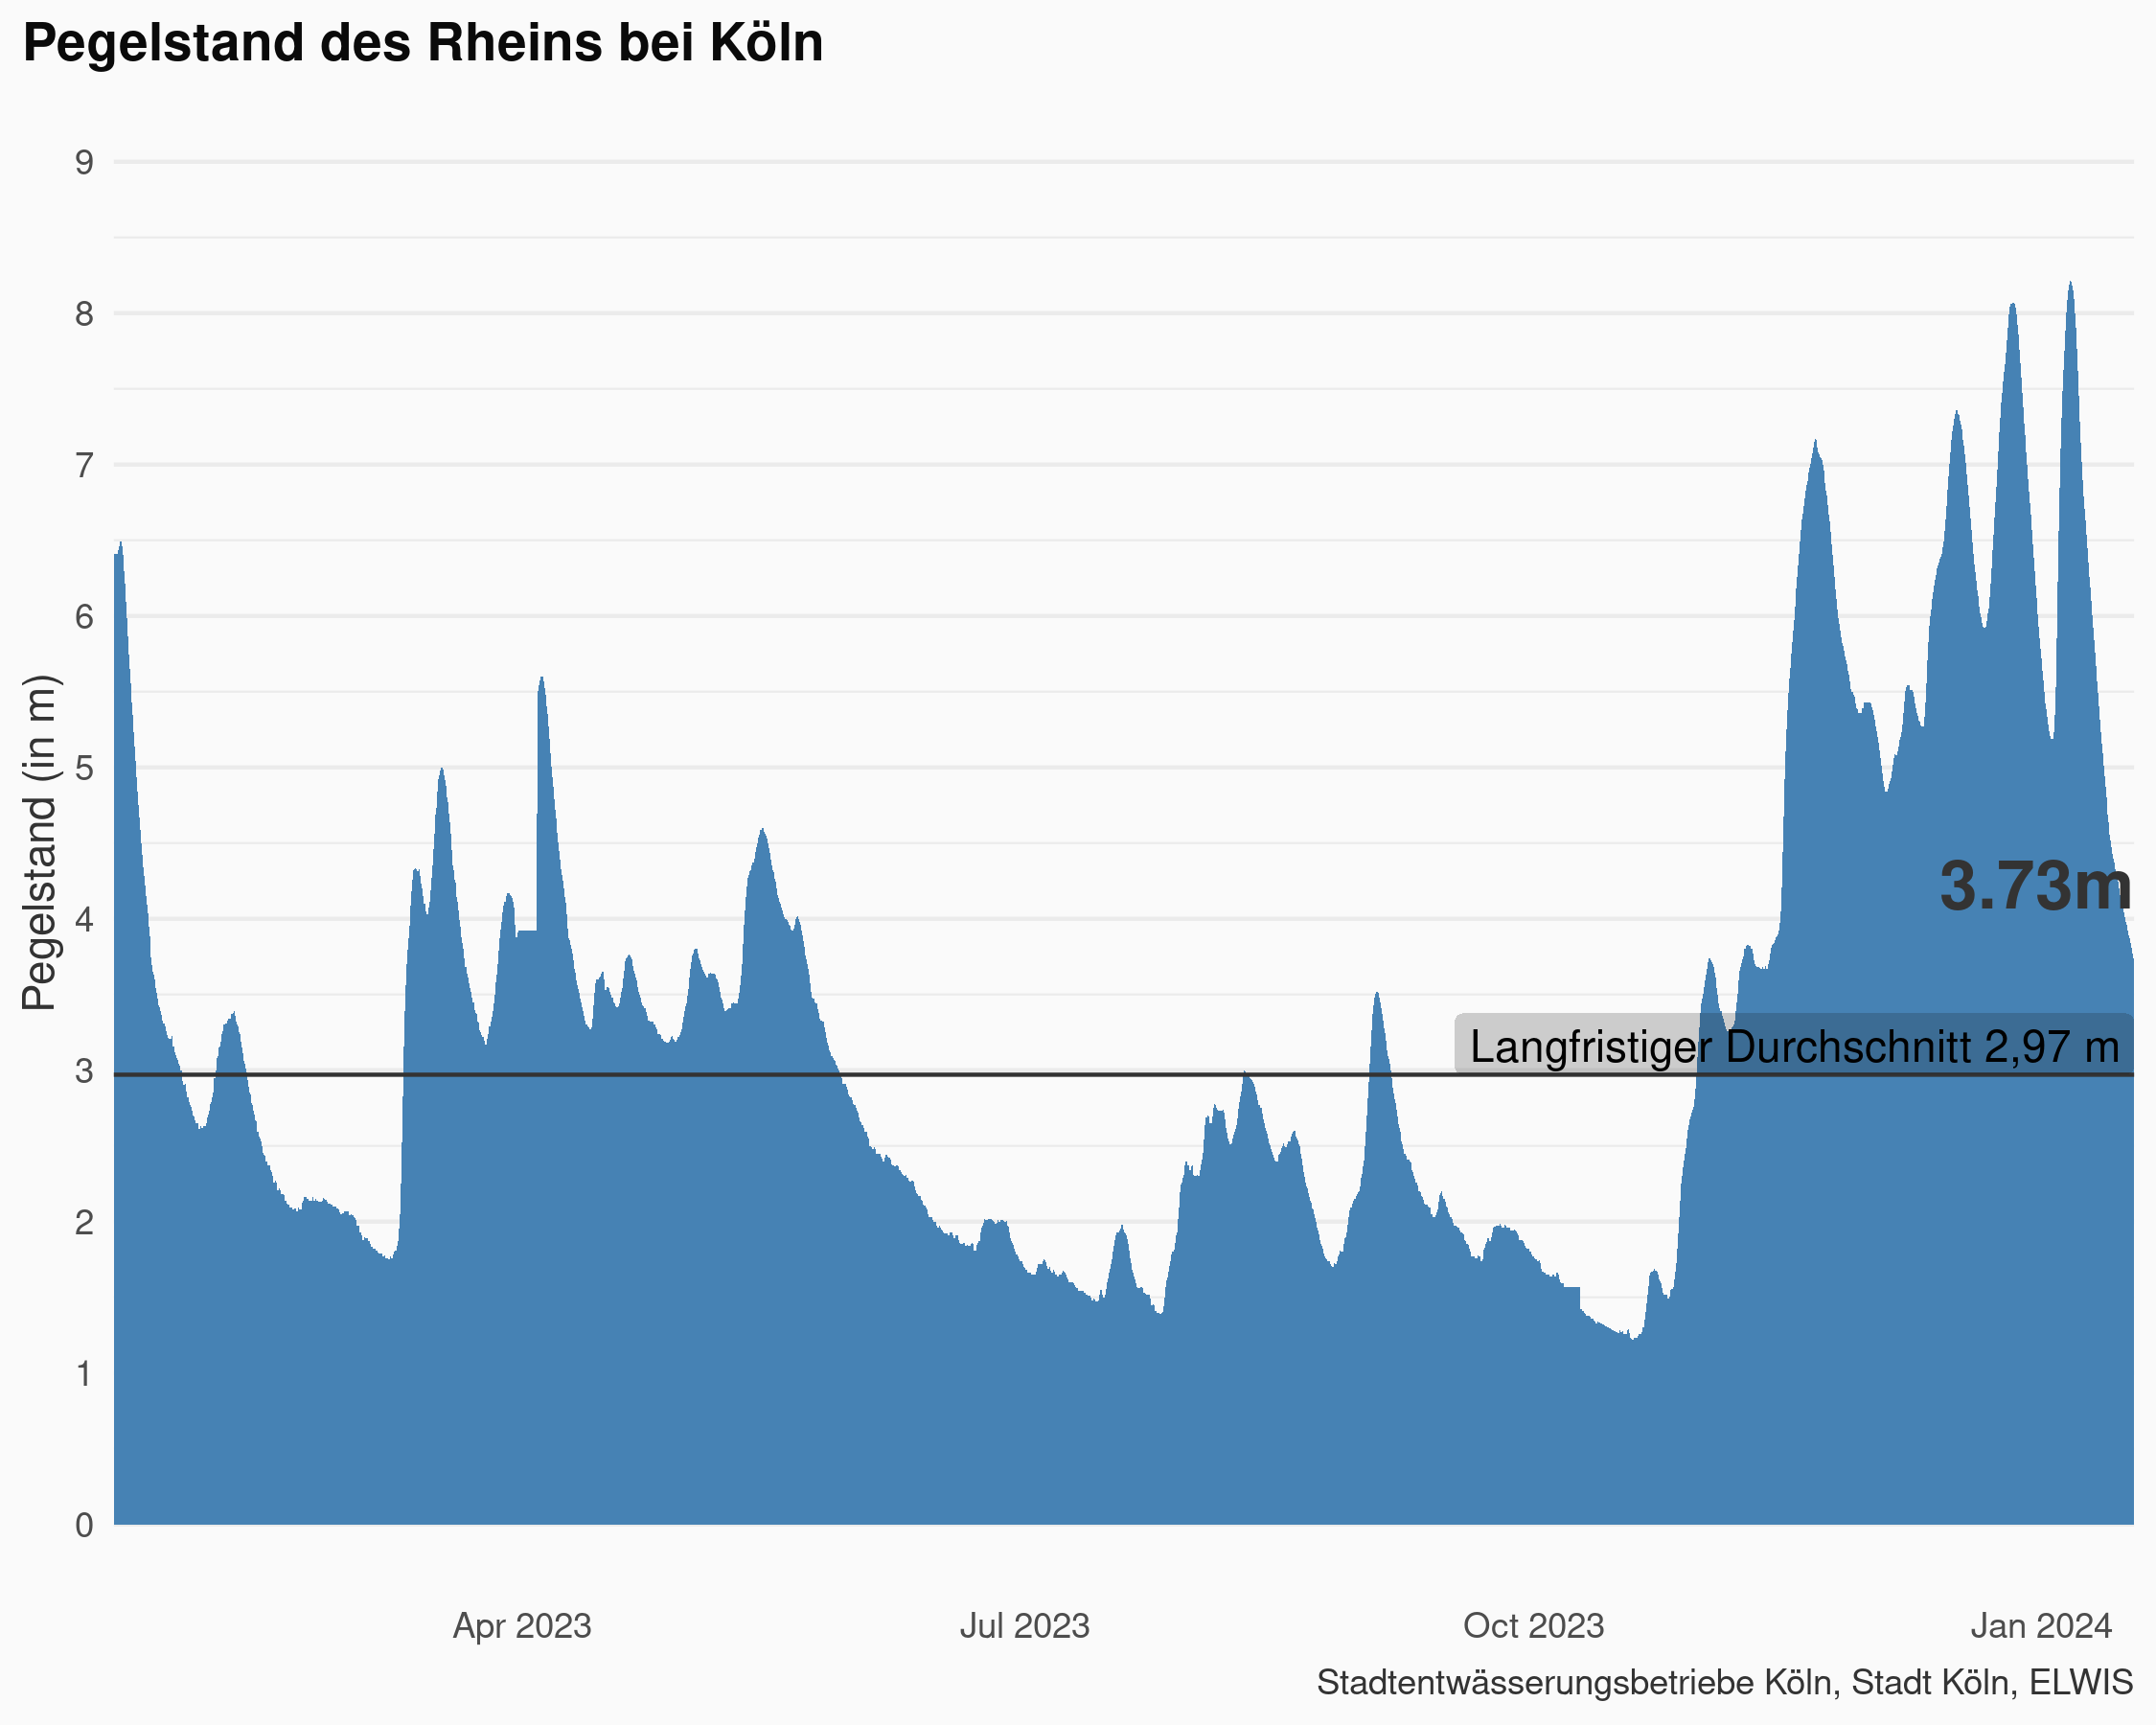 Pegelstand des Rheins bei Köln
Pegelstand (in m)
9
8
7
6
5
4
3
2
1
0
3.73m
Langfristiger Durchschnitt 2,97 m
Apr 2023
Jul 2023
Oct 2023
Jan 2024
Stadtentwässerungsbetriebe Köln, Stadt Köln, ELWIS